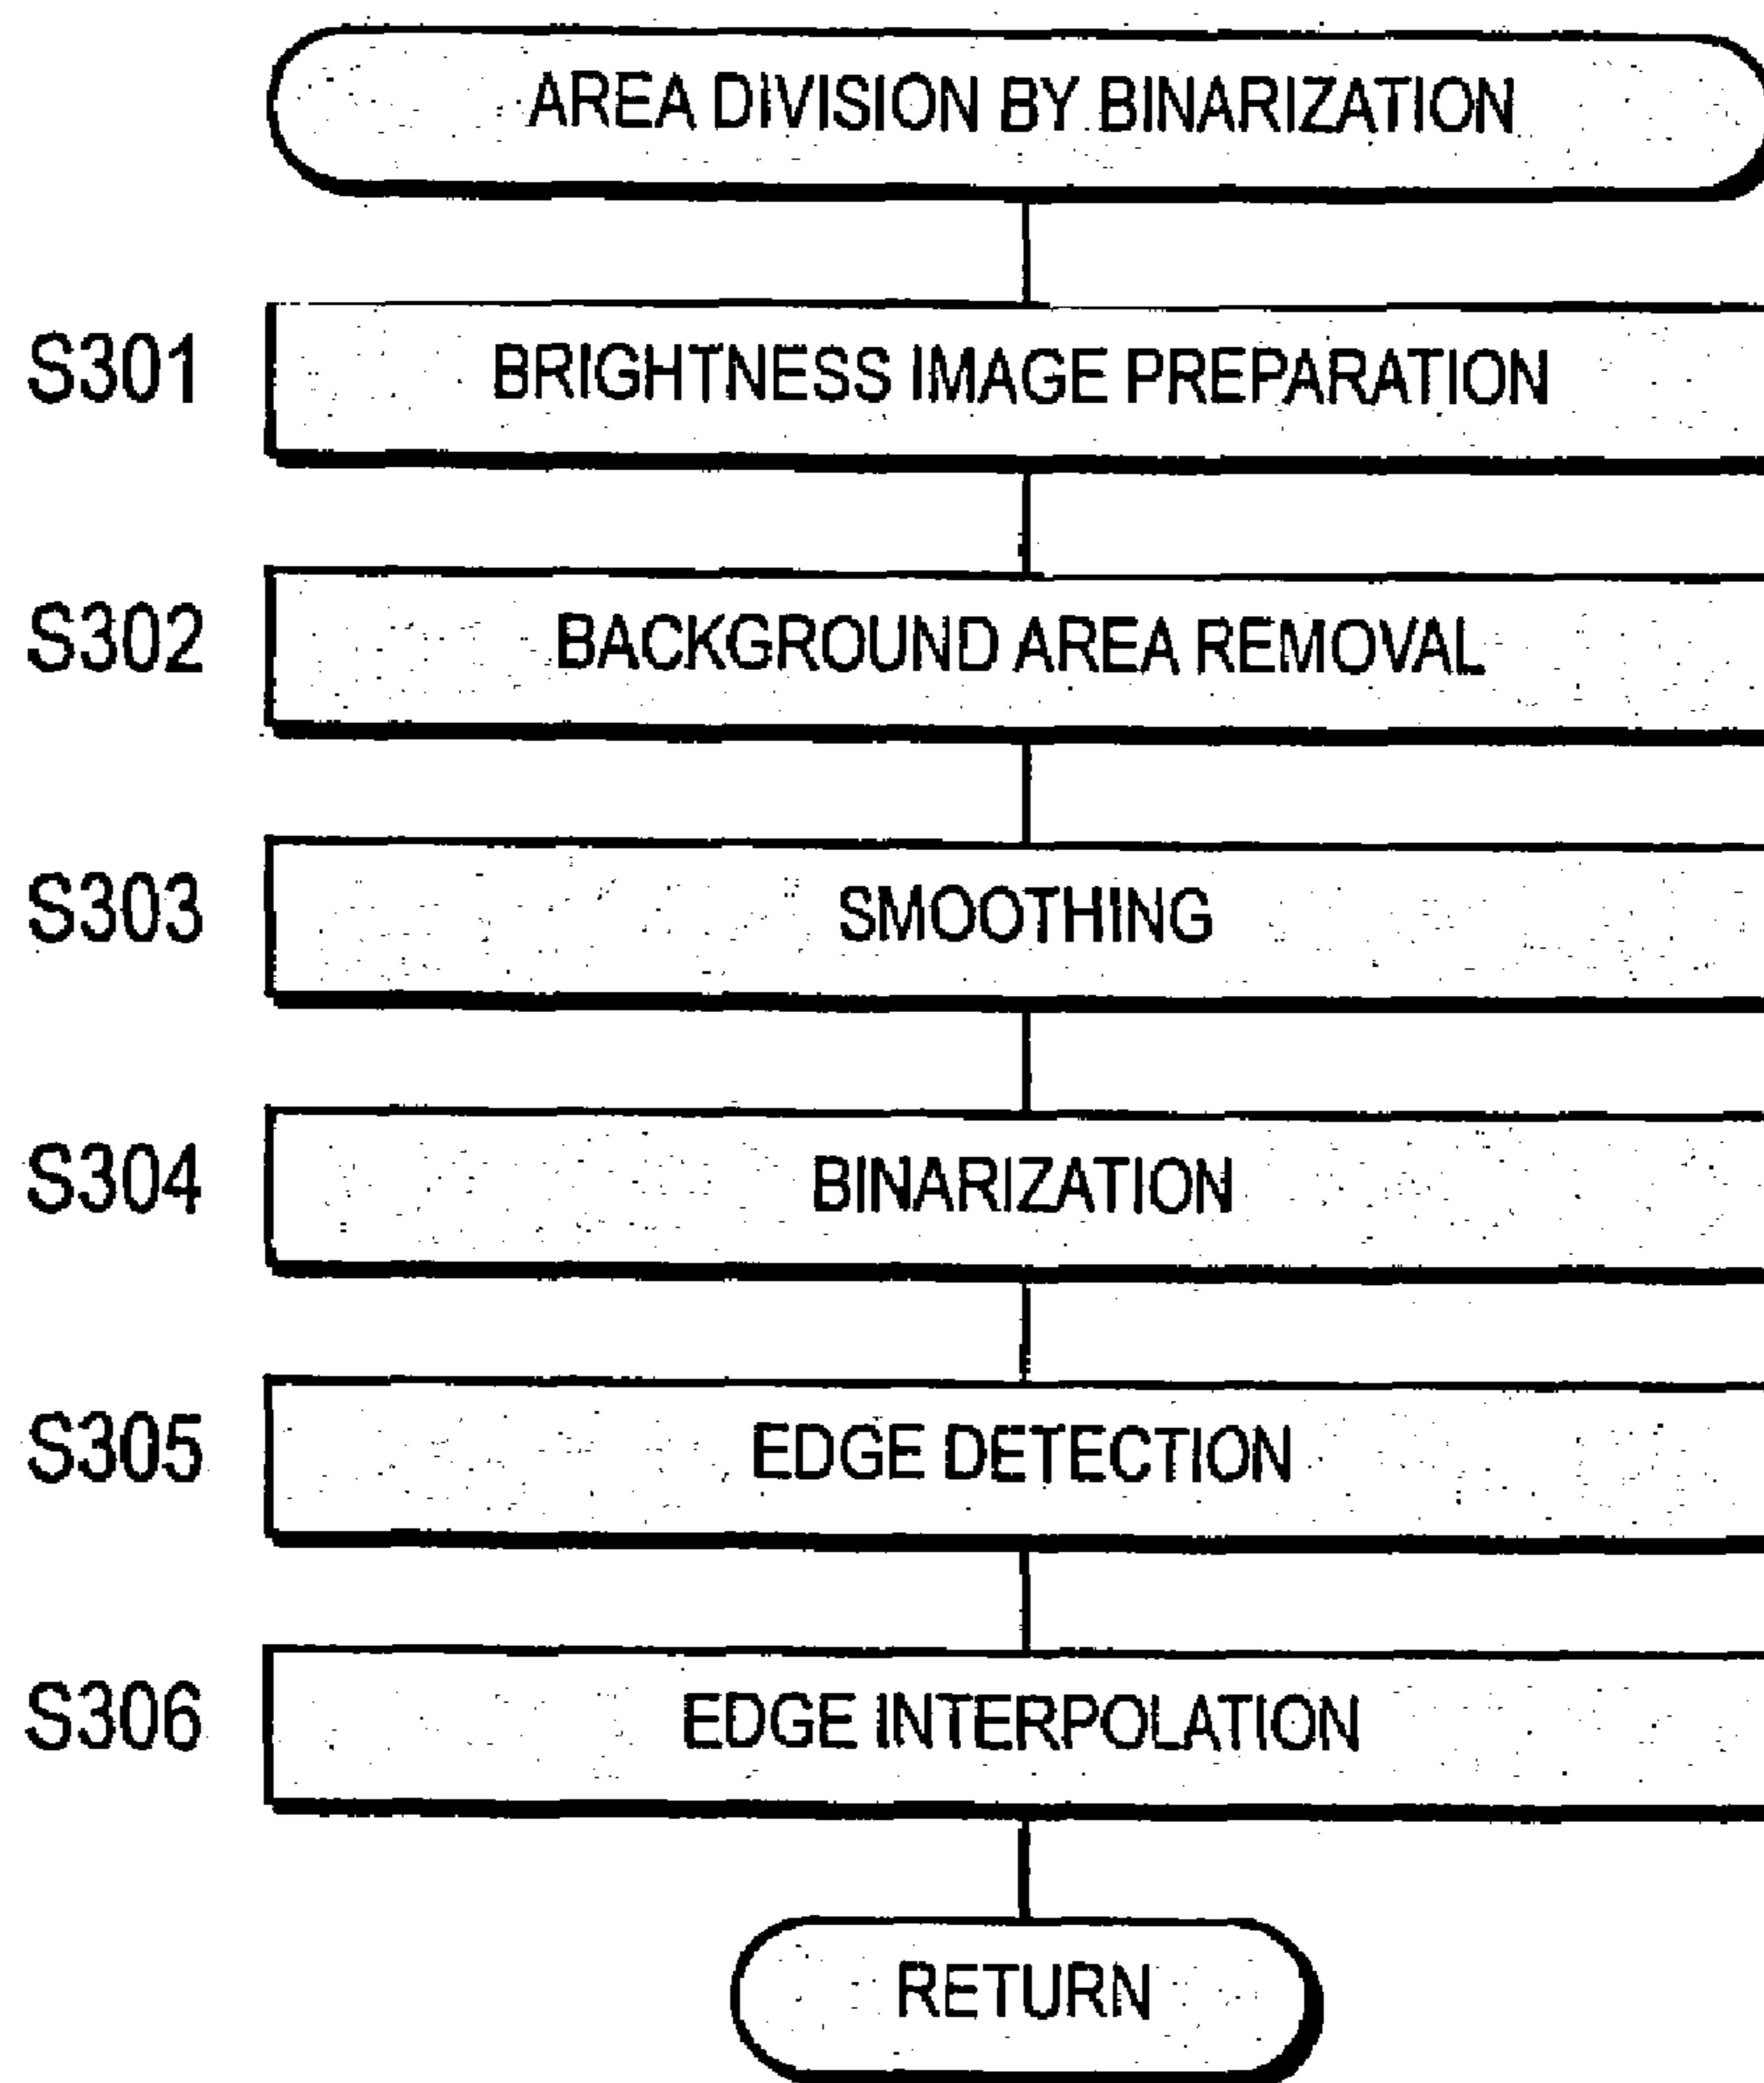 AREA DIVISION BY BINARIZATION
S301 BRIGHTNESS IMAGE PREPARATION
S302 BACKGROUND AREA REMOVAL
S303 SMOOTHING
S304 BINARIZATION
S305 EDGE DETECTION
S306 EDGE INTERPOLATION
RETURN